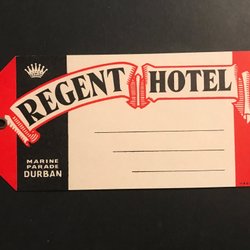 REGENT HOTEL
MARINE
PARADE
DURBAN